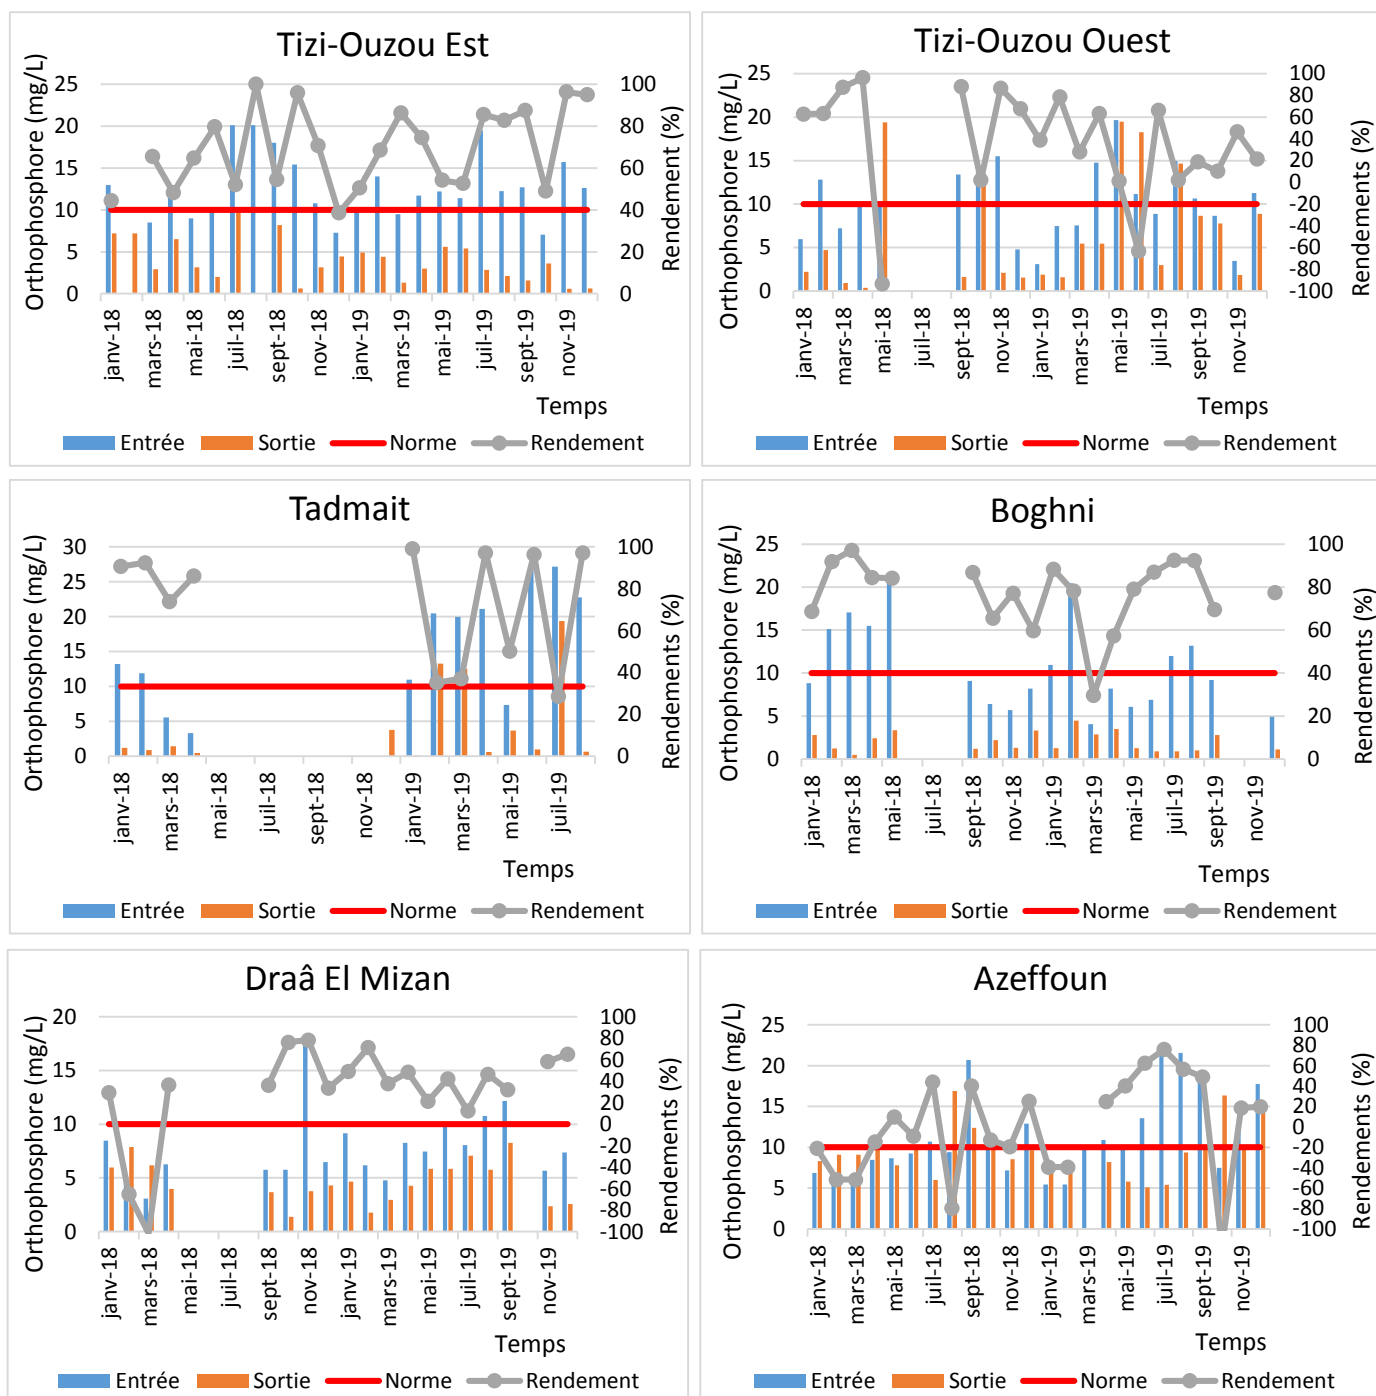 Tizi-Ouzou Est
Orthophosphore (mg/L)
25
20
15
10
5
0
100
80
60
40
20
0
Rendement (%)
janv-18
mars-18
mai-18
juil-18
sept-18
nov-18
janv-19
mars-19
mai-19
juil-19
sept-19
nov-19
Temps
Entrée Sortie Norme Rendement
Tizi-Ouzou Ouest
Orthophosphore (mg/L)
25
20
15
10
5
0
100
80
60
40
20
0
-20
-40
-60
-80
-100
Rendements (%)
janv-18
mars-18
mai-18
juil-18
sept-18
nov-18
janv-19
mars-19
mai-19
juil-19
sept-19
nov-19
Temps
Entrée Sortie Norme Rendement
Tadmait
Orthophosphore (mg/L)
30
25
20
15
10
5
0
100
80
60
40
20
0
Rendements (%)
janv-18
mars-18
mai-18
juil-18
sept-18
nov-18
janv-19
mars-19
mai-19
juil-19
Temps
Entrée Sortie Norme Rendement
Boghni
Orthophosphore (mg/L)
25
20
15
10
5
0
100
80
60
40
20
0
Rendements (%)
janv-18
mars-18
mai-18
juil-18
sept-18
nov-18
janv-19
mars-19
mai-19
juil-19
sept-19
nov-19
Temps
Entrée Sortie Norme Rendement
Draâ El Mizan
Orthophosphore (mg/L)
20
15
10
5
0
100
80
60
40
20
0
-20
-40
-60
-80
-100
Rendements (%)
janv-18
mars-18
mai-18
juil-18
sept-18
nov-18
janv-19
mars-19
mai-19
juil-19
sept-19
nov-19
Temps
Entrée Sortie Norme Rendement
Azeffoun
Orthophosphore (mg/L)
25
20
15
10
5
0
100
80
60
40
20
0
-20
-40
-60
-80
-100
Rendements (%)
janv-18
mars-18
mai-18
juil-18
sept-18
nov-18
janv-19
mars-19
mai-19
juil-19
sept-19
nov-19
Temps
Entrée Sortie Norme Rendement